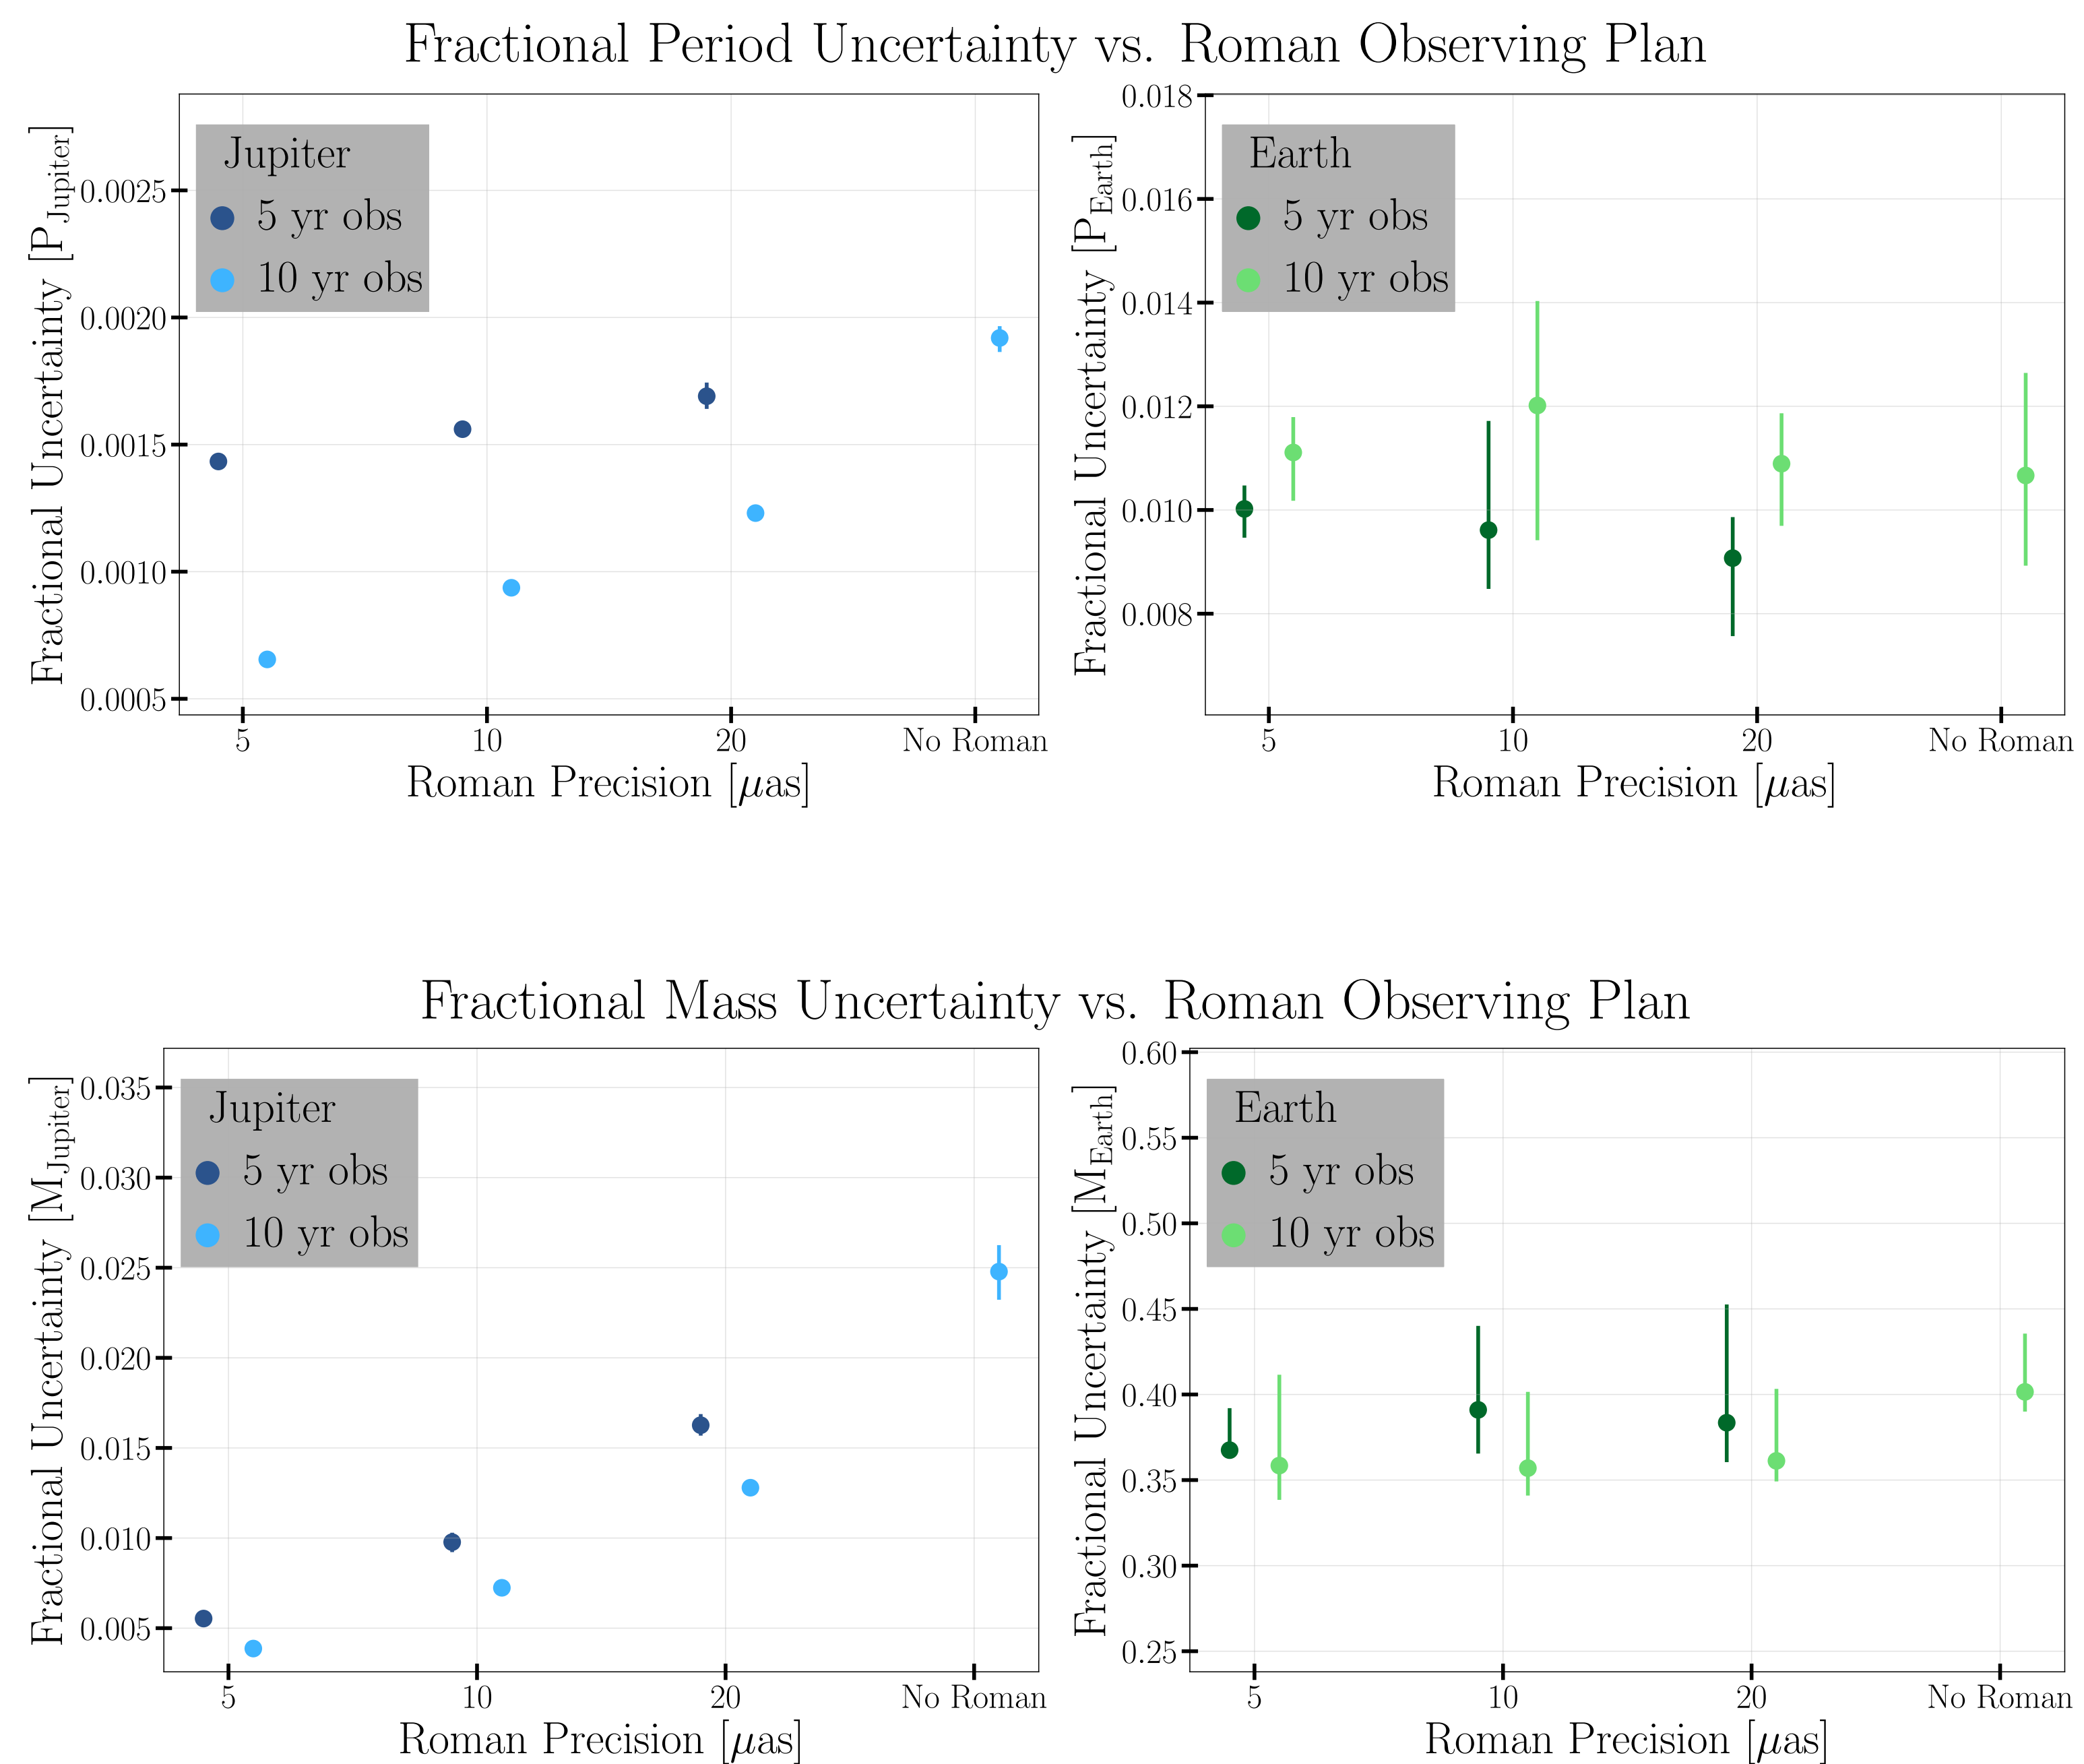 Fractional Period Uncertainty vs. Roman Observing Plan
Fractional Uncertainty [P_Jupiter]
0.0025
0.0020
0.0015
0.0010
0.0005
Jupiter
5 yr obs
10 yr obs
5 10 20 No Roman
Roman Precision [μas]
Fractional Uncertainty [P_Earth]
0.018
0.016
0.014
0.012
0.010
0.008
Earth
5 yr obs
10 yr obs
5 10 20 No Roman
Roman Precision [μas]
Fractional Mass Uncertainty vs. Roman Observing Plan
Fractional Uncertainty [M_Jupiter]
0.035
0.030
0.025
0.020
0.015
0.010
0.005
Jupiter
5 yr obs
10 yr obs
5 10 20 No Roman
Roman Precision [μas]
Fractional Uncertainty [M_Earth]
0.60
0.55
0.50
0.45
0.40
0.35
0.30
0.25
Earth
5 yr obs
10 yr obs
5 10 20 No Roman
Roman Precision [μas]